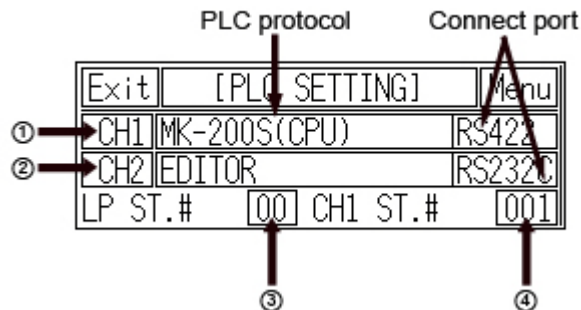 PLC protocol Connect port
Exit [PLC SETTING] Menu
① CH1 MK-200S(CPU) RS422
② CH2 EDITOR RS232C
LP ST.# 00 CH1 ST.# 001
③ ④